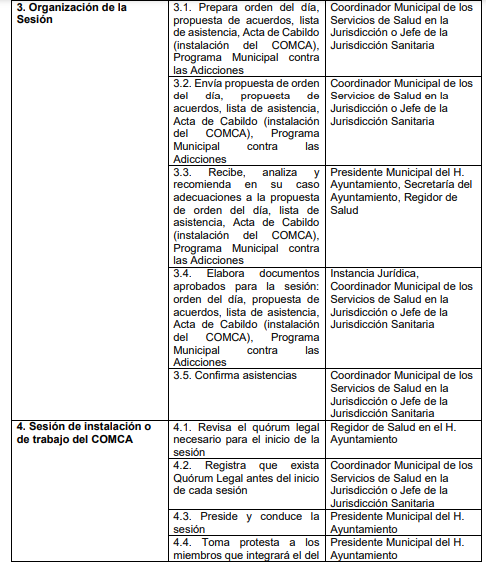 3. Organización de la
Sesión
3.1. Prepara orden del día,
propuesta de acuerdos, lista
de asistencia, Acta de Cabildo
(instalación del COMCA),
Programa Municipal contra
las Adicciones
Coordinador Municipal de los
Servicios de Salud en la
Jurisdicción o Jefe de la
Jurisdicción Sanitaria
3.2. Envía propuesta de orden
del día, propuesta de
acuerdos, lista de asistencia,
Acta de Cabildo (instalación
del COMCA), Programa
Municipal contra las
Adicciones
Coordinador Municipal de los
Servicios de Salud en la
Jurisdicción o Jefe de la
Jurisdicción Sanitaria
3.3. Recibe, analiza y
recomienda en su caso
adecuaciones a la propuesta
de orden del día, lista de
asistencia, Acta de Cabildo
(instalación del COMCA),
Programa Municipal contra
las Adicciones
Presidente Municipal del H.
Ayuntamiento, Secretaría del
Ayuntamiento, Regidor de
Salud
3.4. Elabora documentos
aprobados para la sesión:
orden del día, propuesta de
acuerdos, lista de asistencia,
Acta de Cabildo (instalación
del COMCA), Programa
Municipal contra las
Adicciones
Instancia Jurídica,
Coordinador Municipal de los
Servicios de Salud en la
Jurisdicción o Jefe de la
Jurisdicción Sanitaria
3.5. Confirma asistencias
Coordinador Municipal de los
Servicios de Salud en la
Jurisdicción o Jefe de la
Jurisdicción Sanitaria
4. Sesión de instalación o
de trabajo del COMCA
4.1. Revisa el quórum legal
necesario para el inicio de la
sesión
Regidor de Salud en el H.
Ayuntamiento
4.2. Registra que exista
Quórum Legal antes del inicio
de cada sesión
Coordinador Municipal de los
Servicios de Salud en la
Jurisdicción o Jefe de la
Jurisdicción Sanitaria
4.3. Preside y conduce la
sesión
Presidente Municipal del H.
Ayuntamiento
4.4. Toma protesta a los
miembros que integrará el del
Presidente Municipal del H.
Ayuntamiento